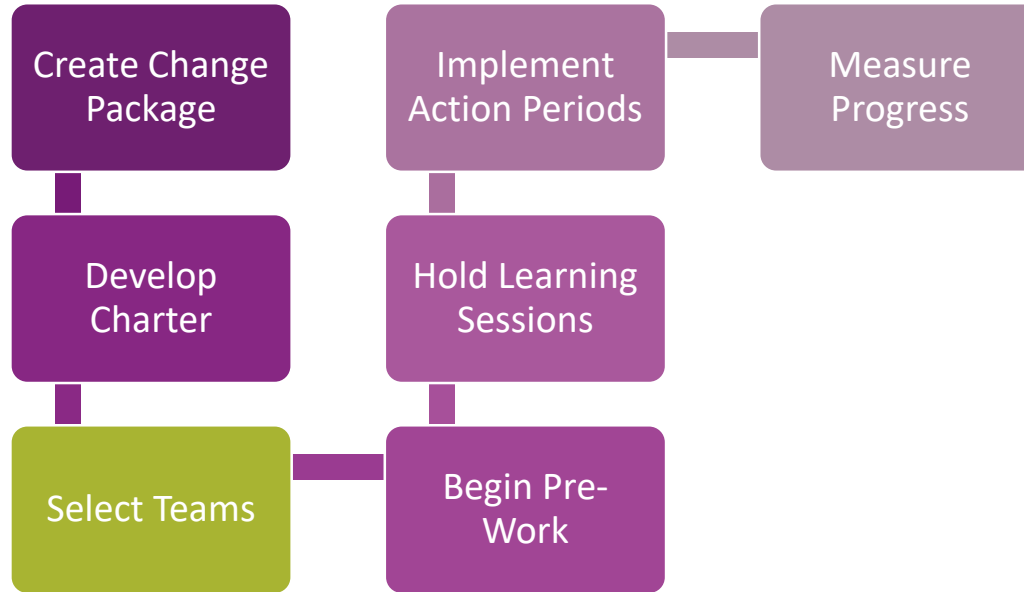 Create Change
Package
Develop
Charter
Select Teams
Begin Pre-
Work
Hold Learning
Sessions
Implement
Action Periods
Measure
Progress